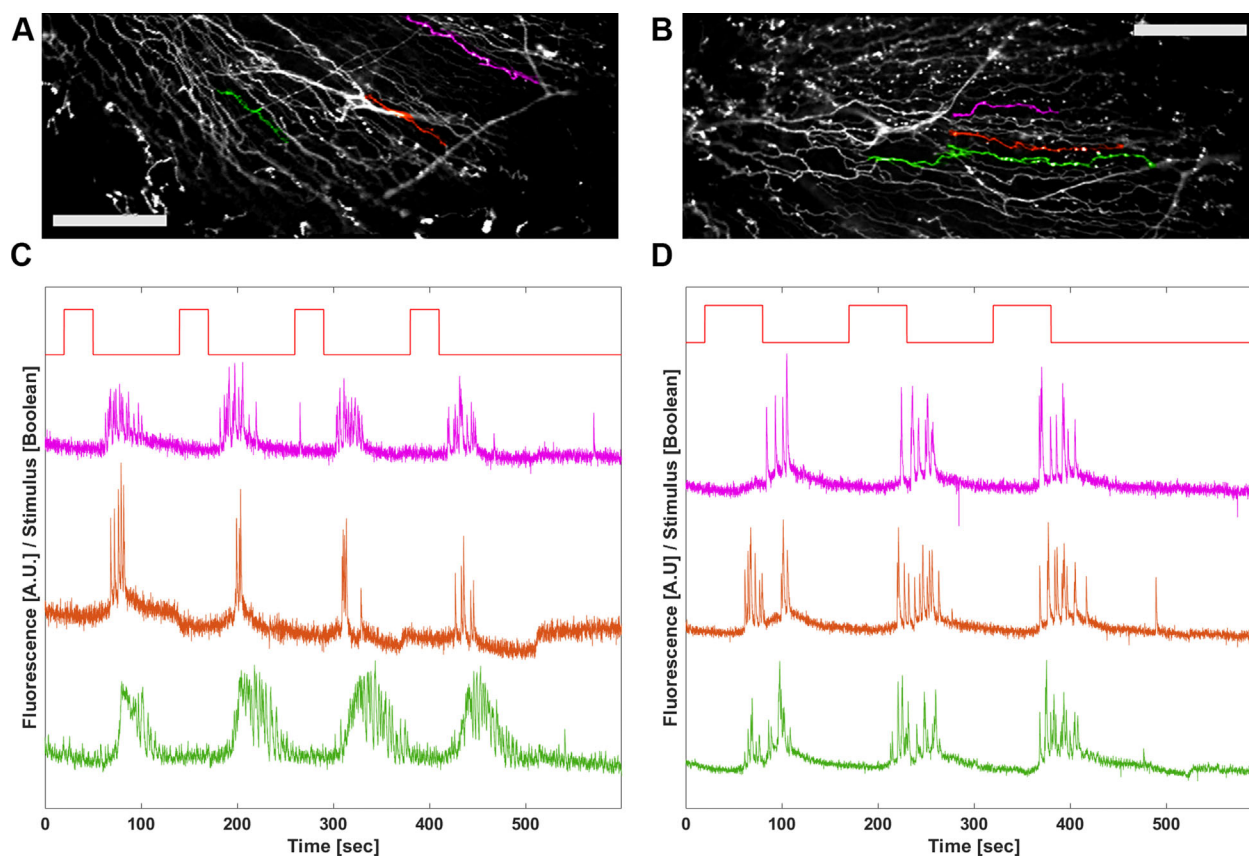 A
B
C
D
Fluorescence [A.U.] / Stimulus [Boolean]
0 100 200 300 400 500
Time [sec]
Fluorescence [A.U] / Stimulus [Boolean]
0 100 200 300 400 500
Time [sec]